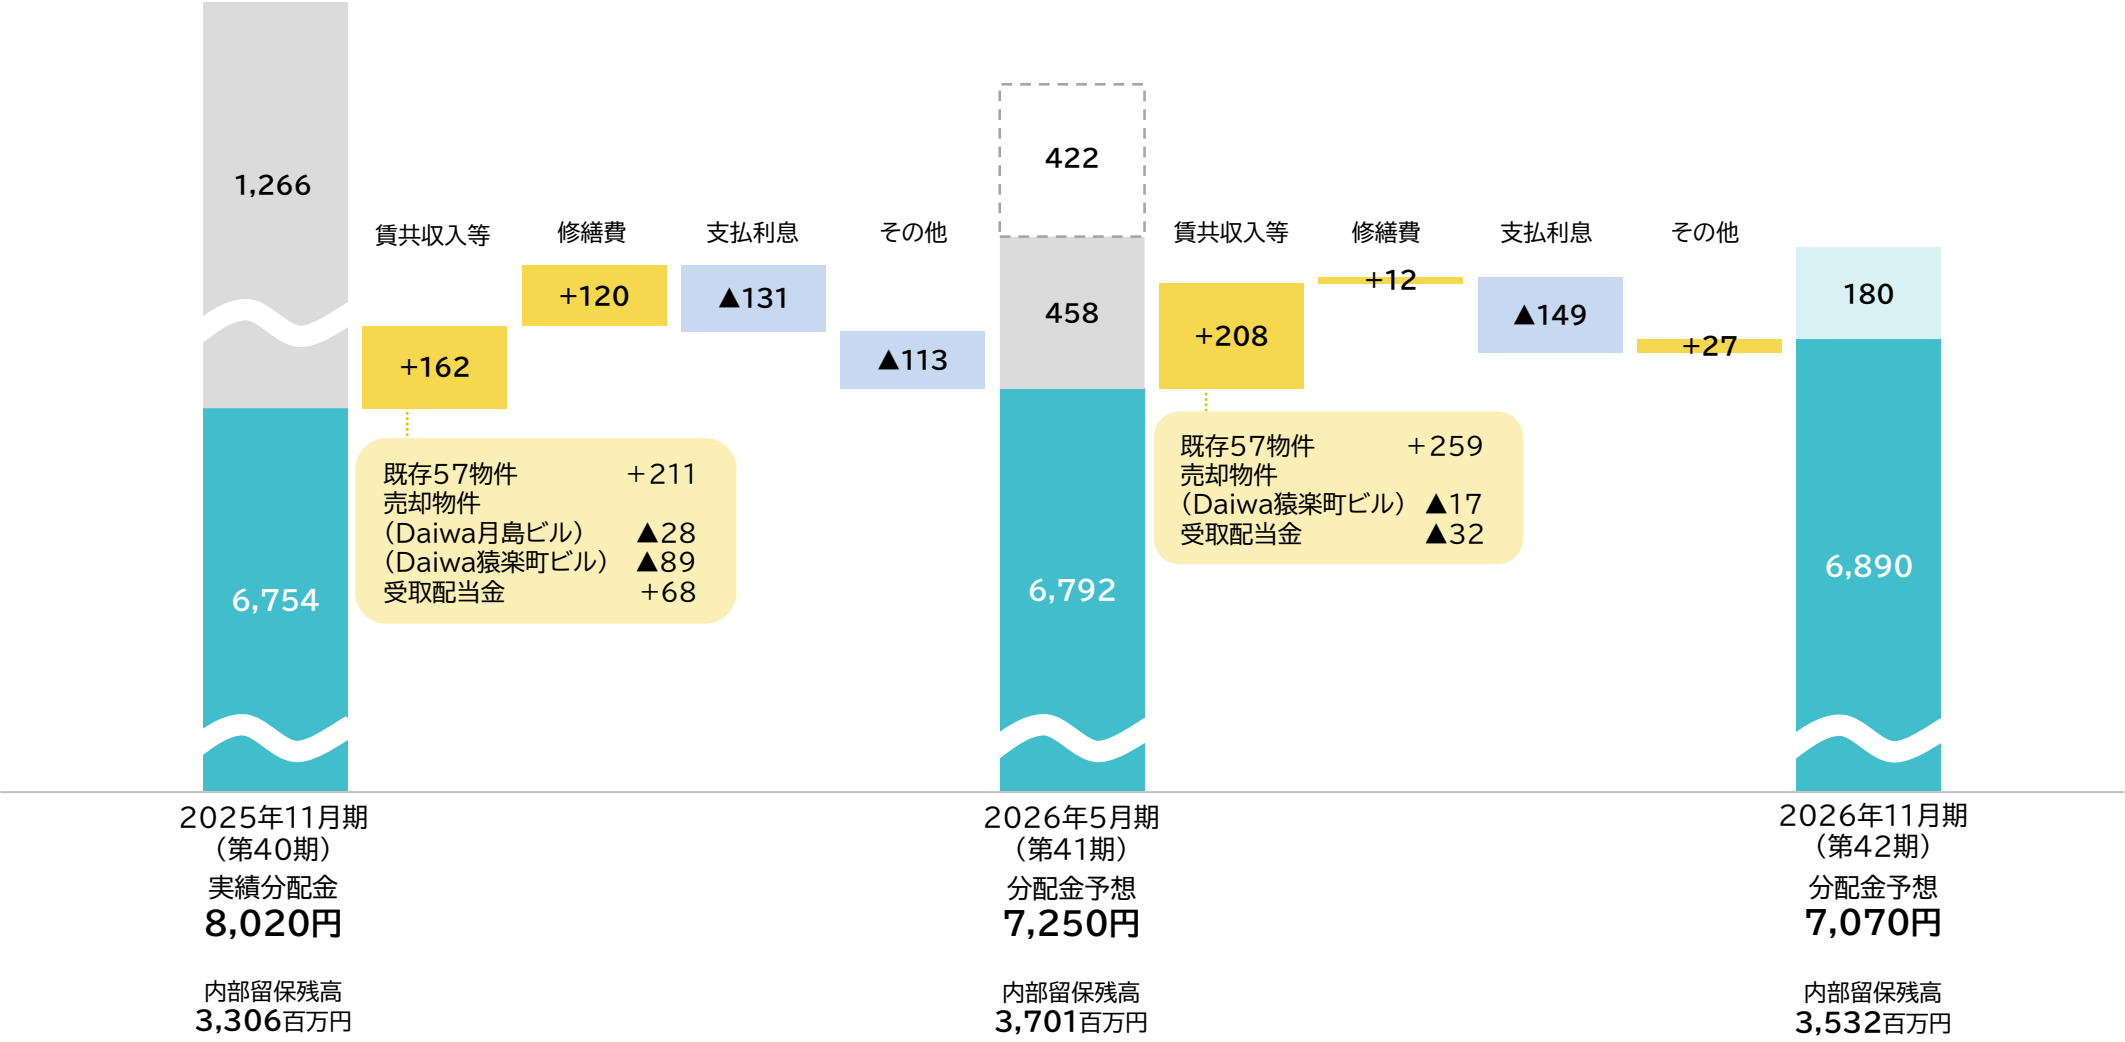 1,266
6,754
賃共収入等
+162
修繕費
+120
支払利息
▲131
その他
▲113
既存57物件 +211
売却物件
（Daiwa月島ビル） ▲28
（Daiwa猿楽町ビル） ▲89
受取配当金 +68
422
458
6,792
賃共収入等
+208
修繕費
+12
支払利息
▲149
その他
+27
既存57物件 +259
売却物件
（Daiwa猿楽町ビル） ▲17
受取配当金 ▲32
180
6,890
2025年11月期
（第40期）
実績分配金
8,020円
内部留保残高
3,306百万円
2026年5月期
（第41期）
分配金予想
7,250円
内部留保残高
3,701百万円
2026年11月期
（第42期）
分配金予想
7,070円
内部留保残高
3,532百万円